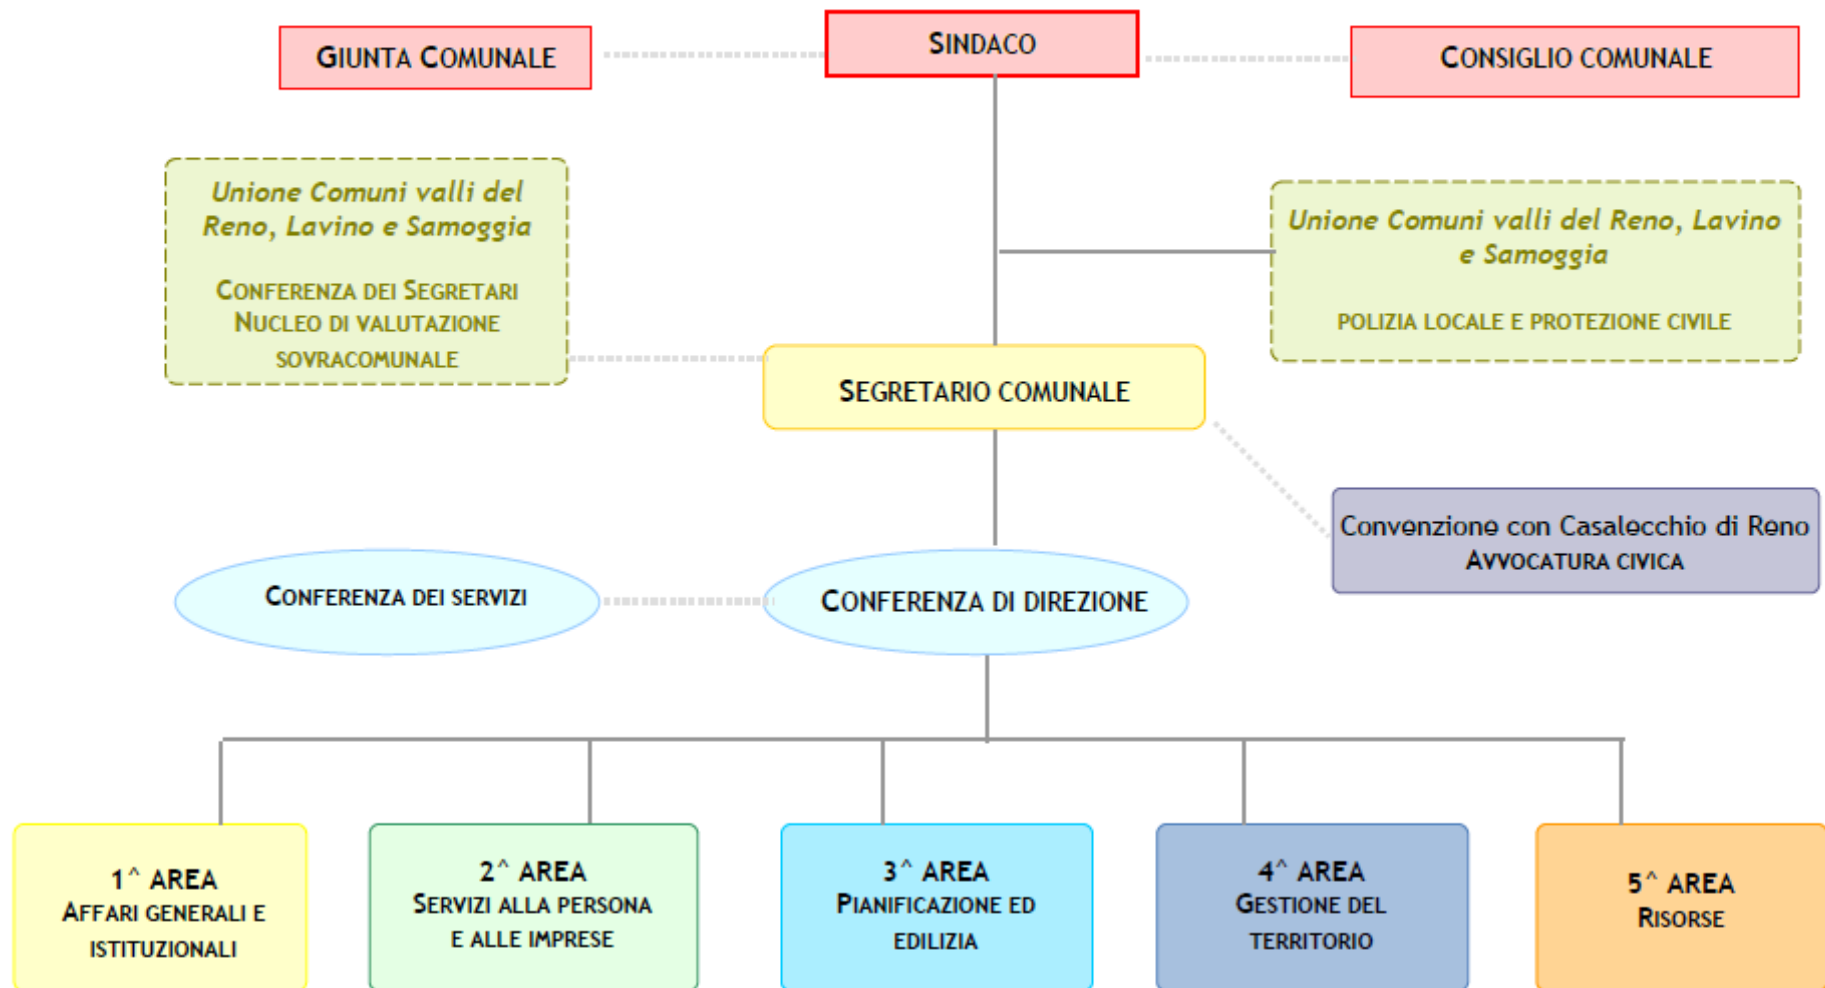 GIUNTA COMUNALE
SINDACO
CONSIGLIO COMUNALE
Unione Comuni valli del
Reno, Lavino e Samoggia
CONFERENZA DEI SEGRETARI
NUCLEO DI VALUTAZIONE
SOVRACOMUNALE
Unione Comuni valli del Reno, Lavino
e Samoggia
POLIZIA LOCALE E PROTEZIONE CIVILE
SEGRETARIO COMUNALE
Convenzione con Casalecchio di Reno
AVVOCATURA CIVICA
CONFERENZA DEI SERVIZI
CONFERENZA DI DIREZIONE
1^ AREA
AFFARI GENERALI E
ISTITUZIONALI
2^ AREA
SERVIZI ALLA PERSONA
E ALLE IMPRESE
3^ AREA
PIANIFICAZIONE ED
EDILIZIA
4^ AREA
GESTIONE DEL
TERRITORIO
5^ AREA
RISORSE